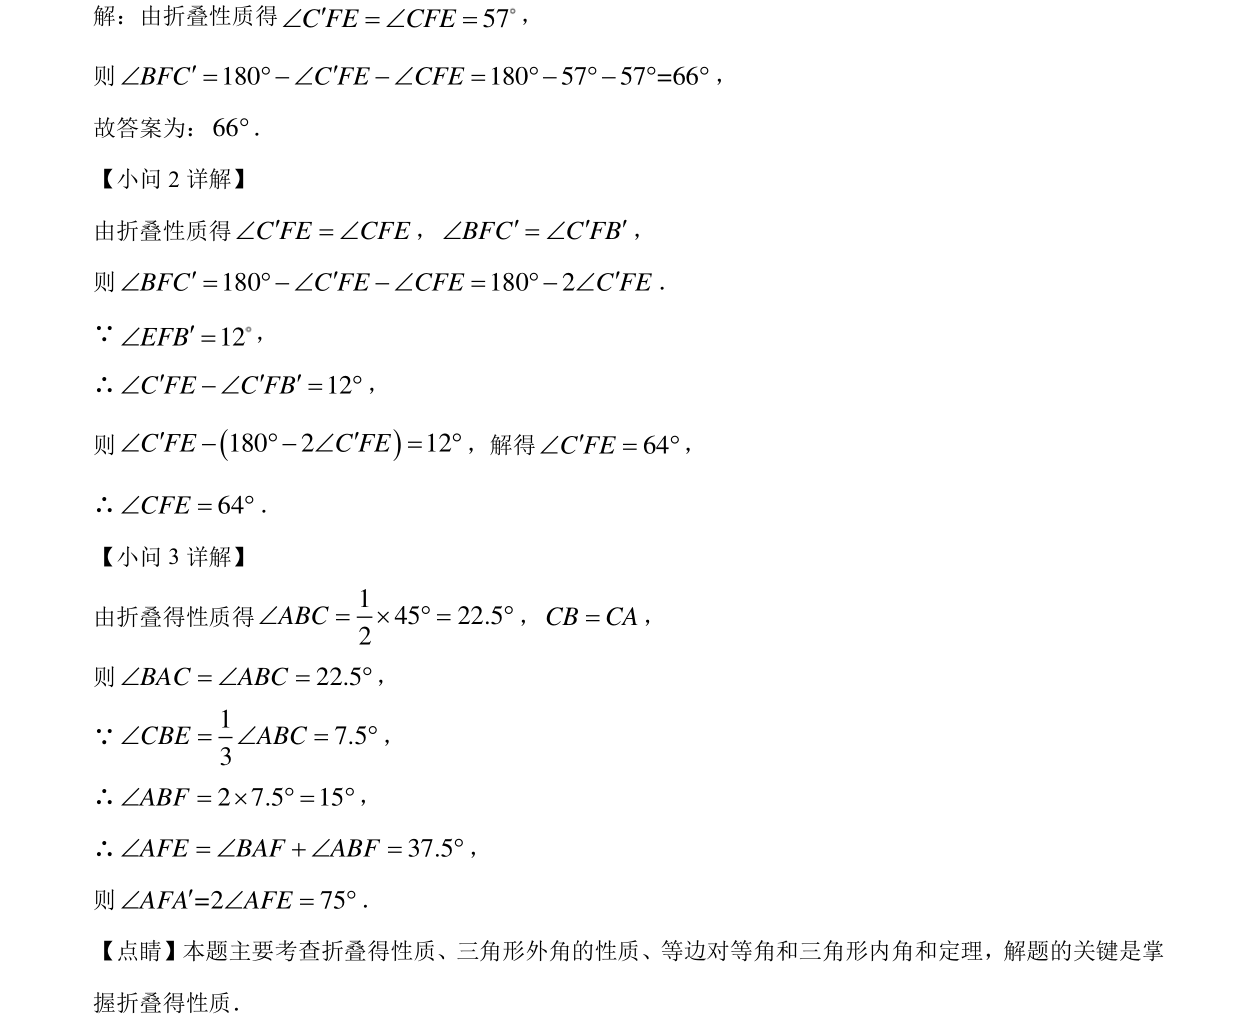 解：由折叠性质得∠C′FE = ∠CFE = 57°，
则∠BFC′ = 180° − ∠C′FE − ∠CFE = 180° − 57° − 57°=66°，
故答案为：66°．
【小问 2 详解】
由折叠性质得∠C′FE = ∠CFE，∠BFC′ = ∠C′FB′，
则∠BFC′ = 180° − ∠C′FE − ∠CFE = 180° − 2∠C′FE．
∵∠EFB′ = 12°，
∴∠C′FE − ∠C′FB′ = 12°，
则∠C′FE − (180° − 2∠C′FE) = 12°，解得∠C′FE = 64°，
∴∠CFE = 64°．
【小问 3 详解】
由折叠得性质得∠ABC = 1/2 × 45° = 22.5°，CB = CA，
则∠BAC = ∠ABC = 22.5°，
∵∠CBE = 1/3 ∠ABC = 7.5°，
∴∠ABF = 2×7.5° = 15°，
∴∠AFE = ∠BAF + ∠ABF = 37.5°，
则∠AFA′=2∠AFE = 75°．
【点睛】本题主要考查折叠得性质、三角形外角的性质、等边对等角和三角形内角和定理，解题的关键是掌
握折叠得性质．